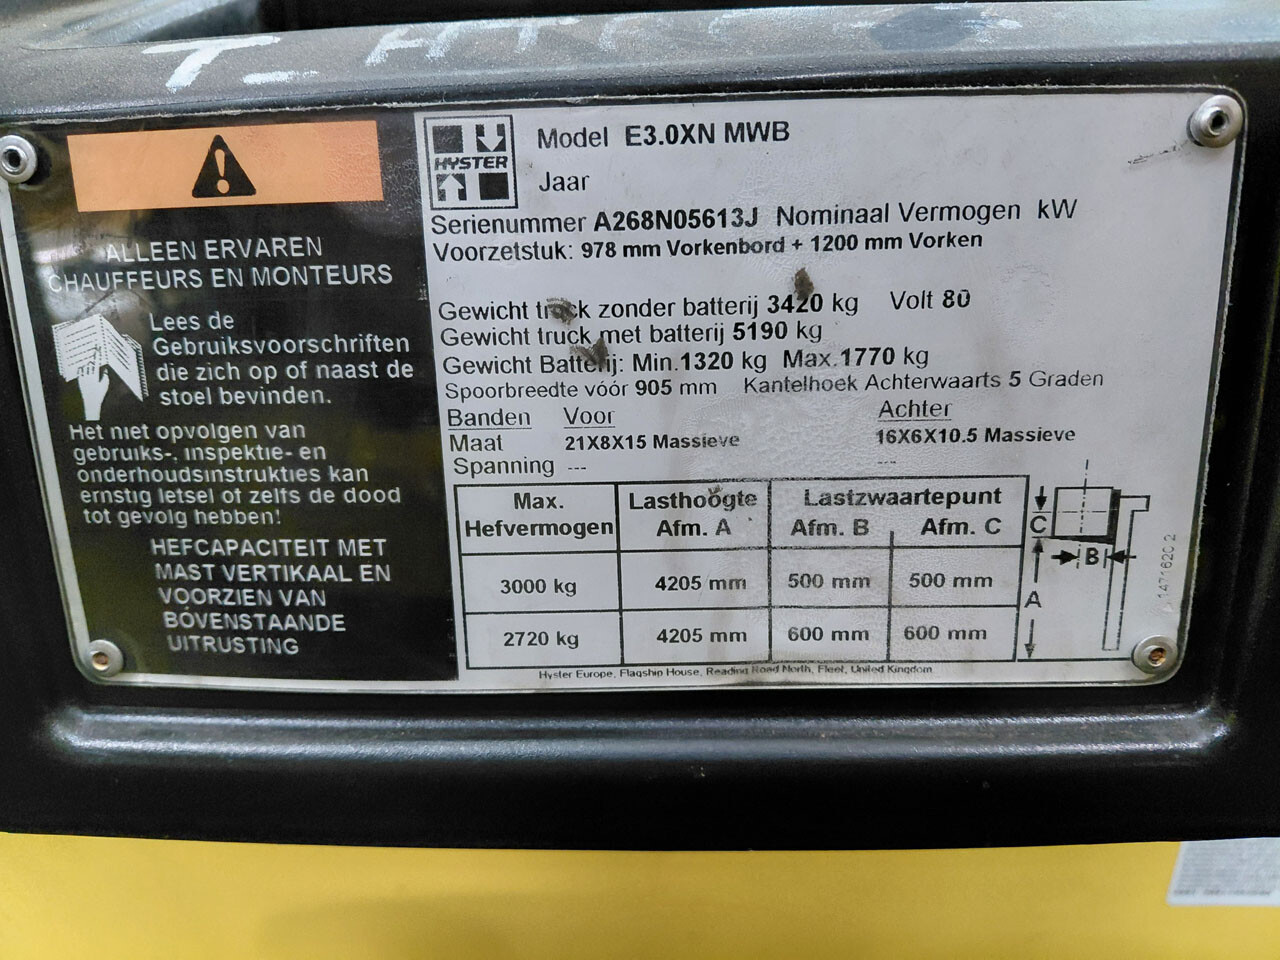 ALLEEN ERVAREN
CHAUFFEURS EN MONTEURS
Lees de
Gebruiksvoorschriften
die zich op of naast de
stoel bevinden.
Het niet opvolgen van
gebruiks-, inspektie- en
onderhoudsinstrukties kan
ernstig letsel of zelfs de dood
tot gevolg hebben!
HEFCAPACITEIT MET
MAST VERTIKAAL EN
VOORZIEN VAN
BOVENSTAANDE
UITRUSTING
HYSTER
Model E3.0XN MWB
Jaar
Serienummer A268N05613J Nominaal Vermogen kW
Voorzetstuk: 978 mm Vorkenbord + 1200 mm Vorken
Gewicht truck zonder batterij 3420 kg Volt 80
Gewicht truck met batterij 5190 kg
Gewicht Batterij: Min.1320 kg Max.1770 kg
Spoorbreedte vóór 905 mm Kantelhoek Achterwaarts 5 Graden
Banden Voor Achter
Maat 21X8X15 Massieve 16X6X10.5 Massieve
Spanning --- ---
Max. Lasthoogte Lastzwaartepunt
Hefvermogen Afm. A Afm. B Afm. C
3000 kg 4205 mm 500 mm 500 mm
2720 kg 4205 mm 600 mm 600 mm
C
B
A
Hyster Europe, Flagship House, Reading Road North, Fleet, United Kingdom